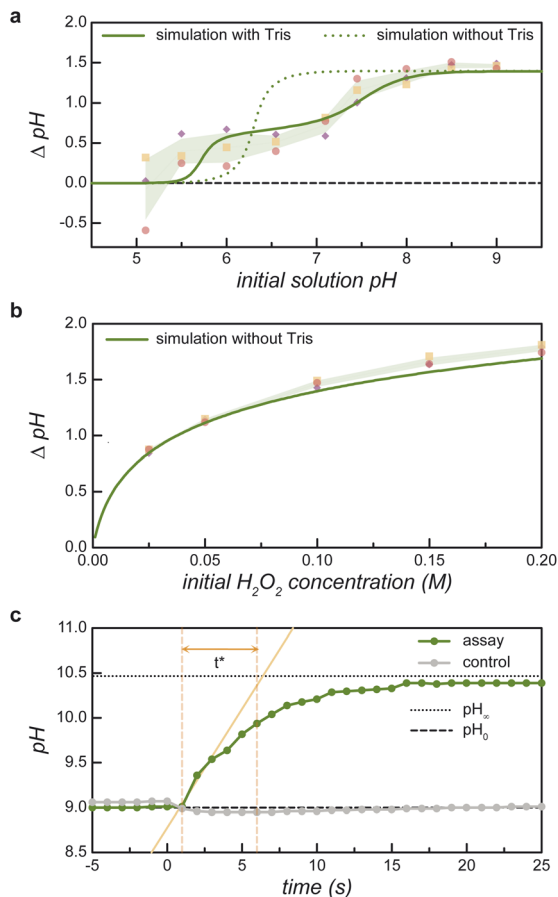 a
2.0
simulation with Tris
simulation without Tris
1.5
1.0
0.5
0.0
-0.5
Δ pH
5
6
7
8
9
initial solution pH
b
2.0
simulation without Tris
1.5
1.0
0.5
0.0
Δ pH
0.00
0.05
0.10
0.15
0.20
initial H₂O₂ concentration (M)
c
11.0
10.5
10.0
9.5
9.0
8.5
pH
t*
assay
control
pH∞
pH₀
-5
0
5
10
15
20
25
time (s)